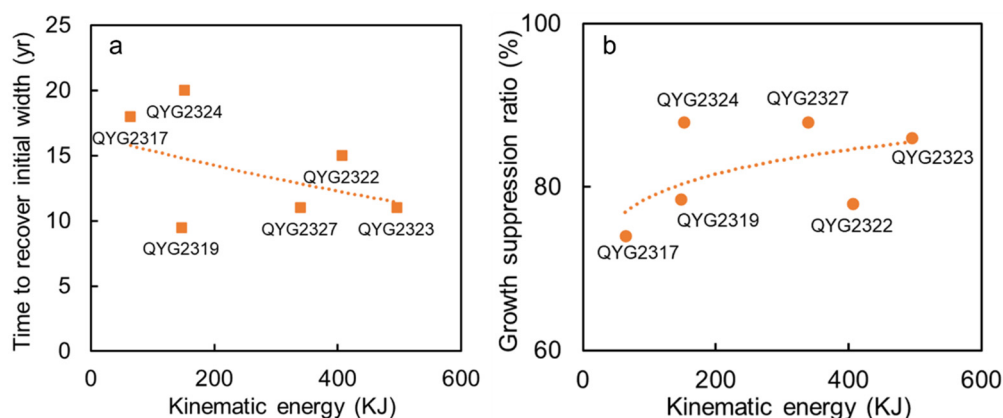 a
Time to recover initial width (yr)
25
20
15
10
5
0
QYG2324
QYG2317
QYG2322
QYG2319
QYG2327
QYG2323
0
200
400
600
Kinematic energy (KJ)
b
Growth suppression ratio (%)
100
80
60
QYG2324
QYG2327
QYG2323
QYG2319
QYG2322
QYG2317
0
200
400
600
Kinematic energy (KJ)